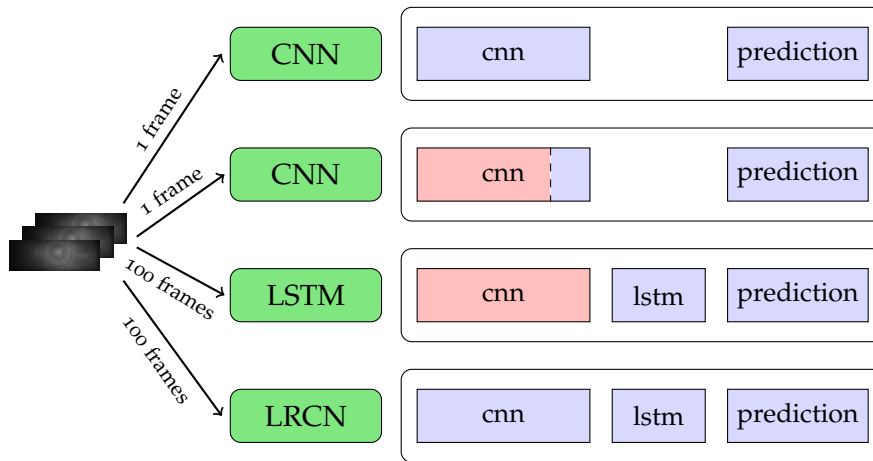 1 frame
CNN
cnn
prediction
1 frame
CNN
cnn
prediction
100 frames
LSTM
cnn
lstm
prediction
100 frames
LRCN
cnn
lstm
prediction